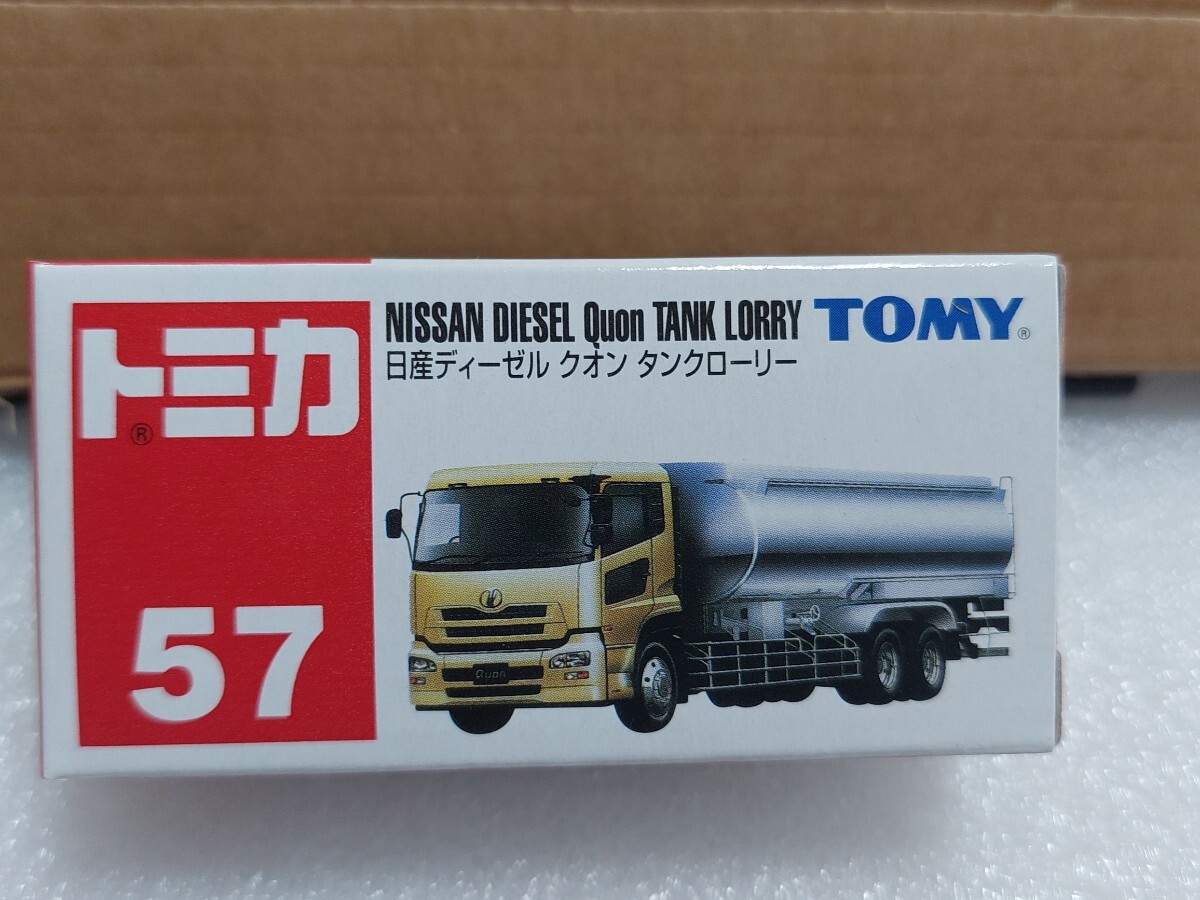 トミカ®
57
NISSAN DIESEL Quon TANK LORRY
日産ディーゼル クオン タンクローリー
TOMY®
Quon